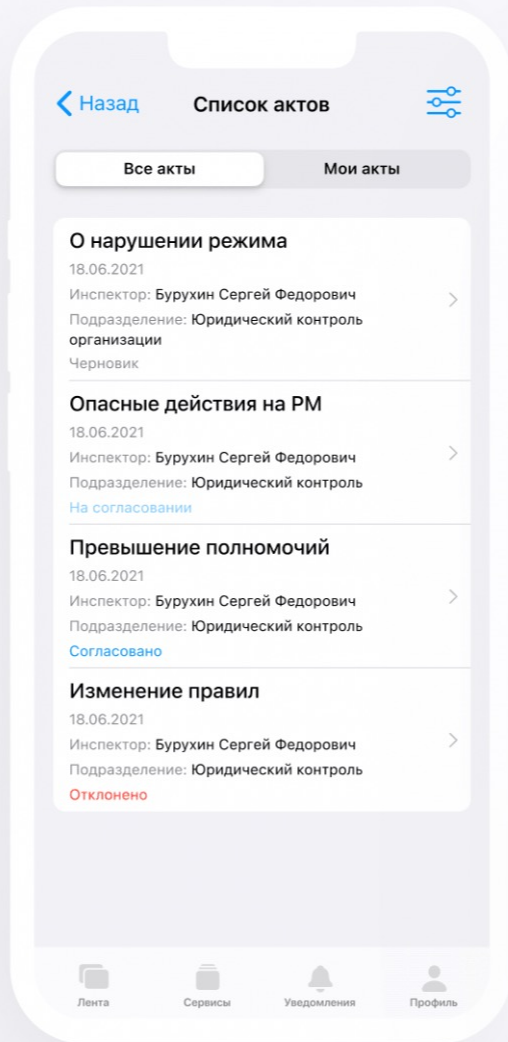 Назад
Список актов
Все акты
Мои акты
О нарушении режима
18.06.2021
Инспектор: Бурухин Сергей Федорович
Подразделение: Юридический контроль
организации
Черновик
Опасные действия на РМ
18.06.2021
Инспектор: Бурухин Сергей Федорович
Подразделение: Юридический контроль
На согласовании
Превышение полномочий
18.06.2021
Инспектор: Бурухин Сергей Федорович
Подразделение: Юридический контроль
Согласовано
Изменение правил
18.06.2021
Инспектор: Бурухин Сергей Федорович
Подразделение: Юридический контроль
Отклонено
Лента
Сервисы
Уведомления
Профиль